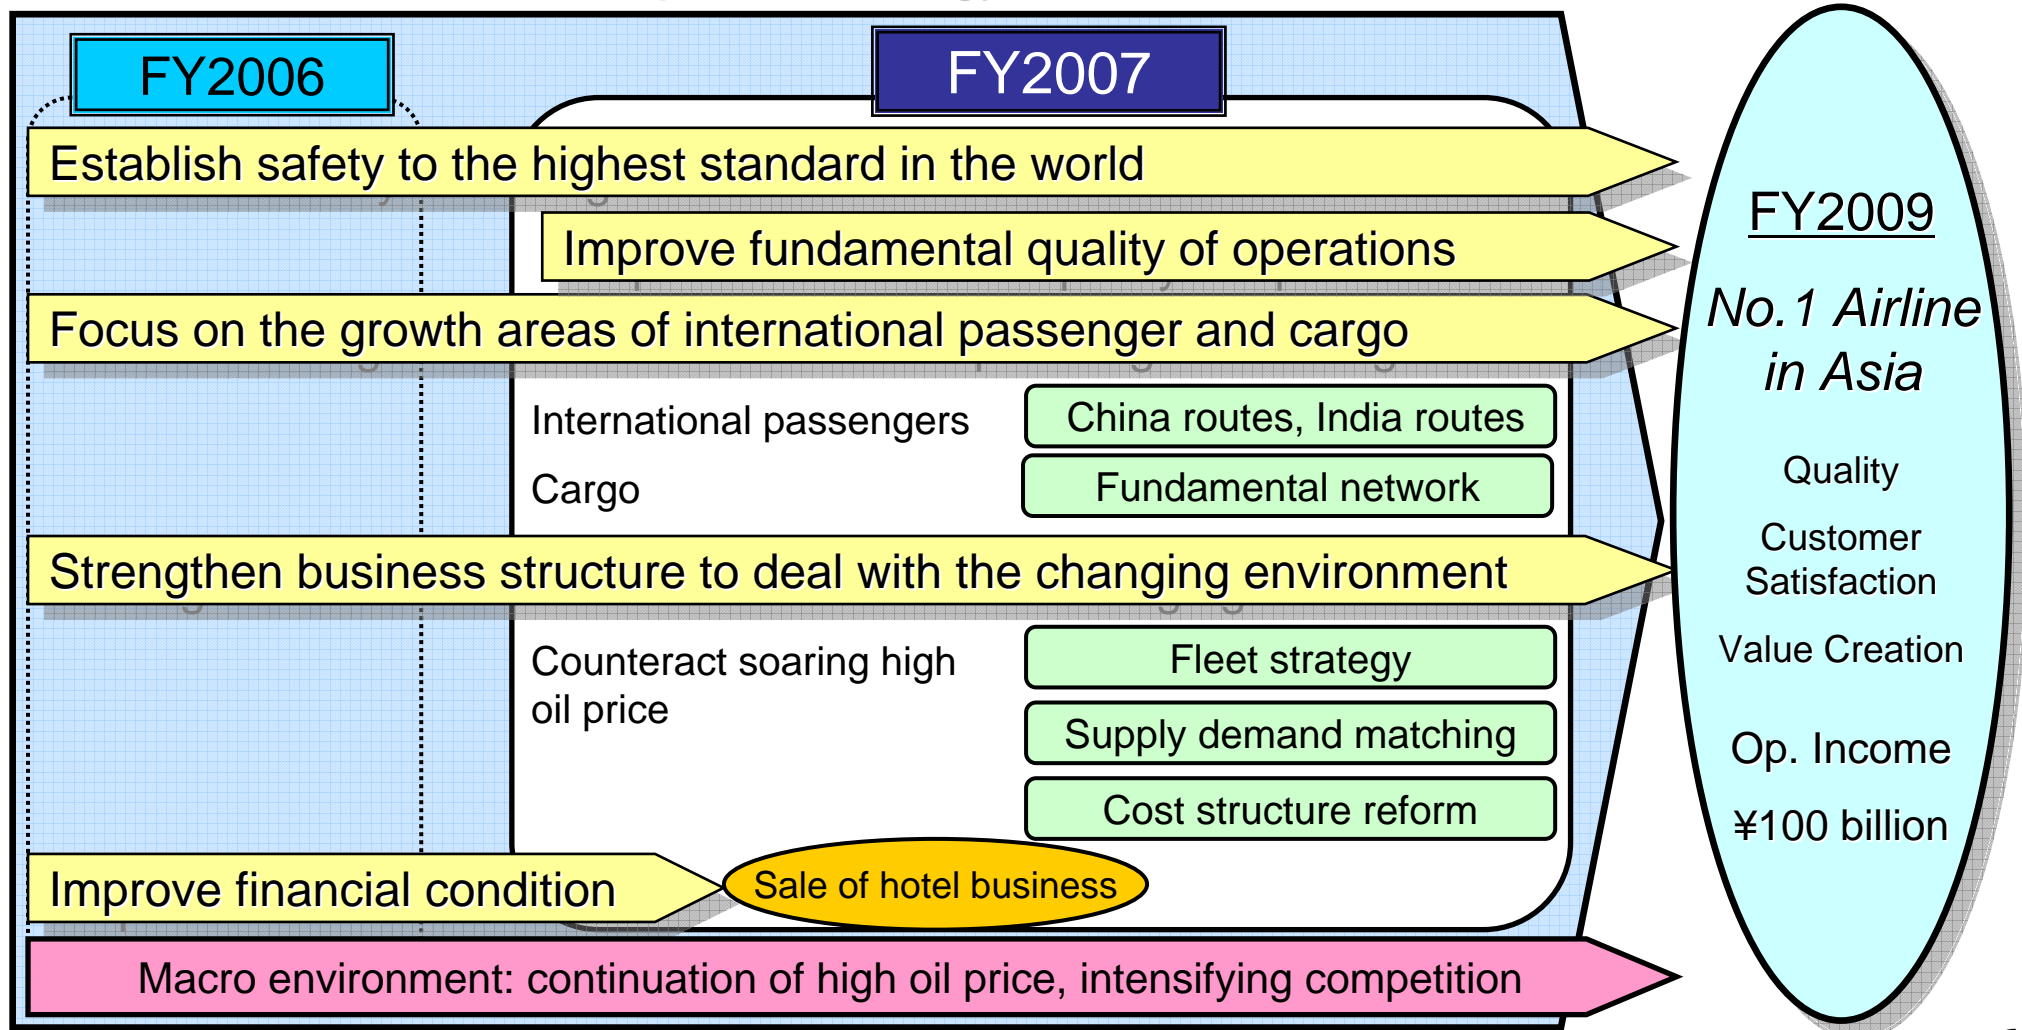 FY2006
FY2007
Establish safety to the highest standard in the world
Improve fundamental quality of operations
Focus on the growth areas of international passenger and cargo
International passengers
China routes, India routes
Cargo
Fundamental network
Strengthen business structure to deal with the changing environment
Counteract soaring high
oil price
Fleet strategy
Supply demand matching
Cost structure reform
Improve financial condition
Sale of hotel business
Macro environment: continuation of high oil price, intensifying competition
FY2009
No.1 Airline
in Asia
Quality
Customer
Satisfaction
Value Creation
Op. Income
¥100 billion